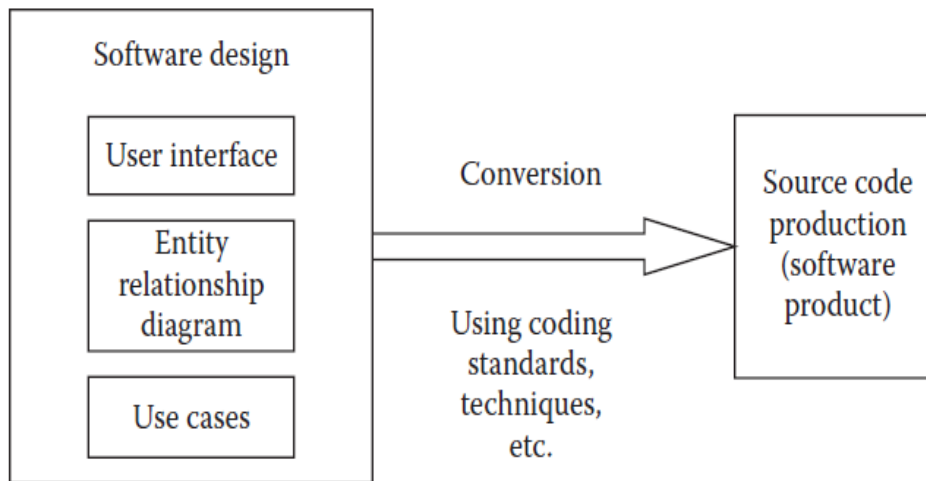 Software design
User interface
Entity
relationship
diagram
Use cases
Conversion
Using coding
standards,
techniques,
etc.
Source code
production
(software
product)